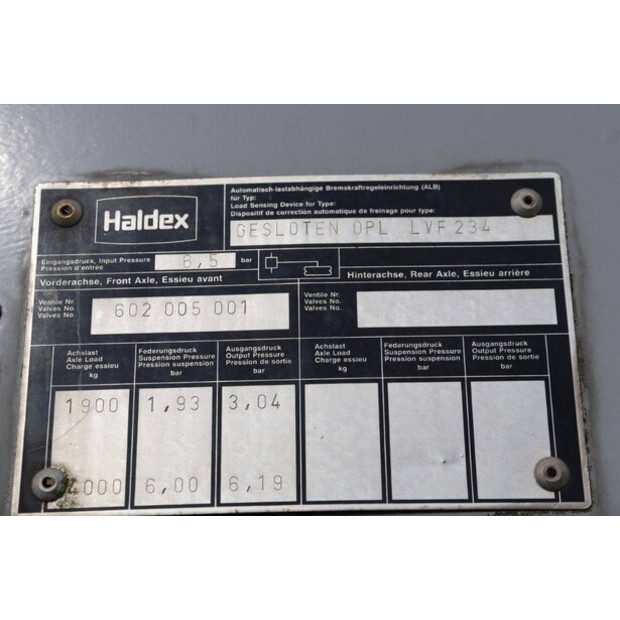 Haldex
Automatisch-lastabhängige Bremskraftregeleinrichtung (ALB)
für Typ:
Load Sensing Device for Type:
Dispositif de correction automatique de freinage pour type:
GESLOTEN OPL LVF 234
Eingangsdruck, Input Pressure
Pression d'entrée
6,5 bar
Vorderachse, Front Axle, Essieu avant
Hinterachse, Rear Axle, Essieu arrière
Ventile Nr.
Valves No.
Valves No.
602 005 001
Ventile Nr.
Valves No.
Valves No.
Achslast
Axle Load
Charge essieu
kg
Federungsdruck
Suspension Pressure
Pression suspension
bar
Ausgangsdruck
Output Pressure
Pression de sortie
bar
Achslast
Axle Load
Charge essieu
kg
Federungsdruck
Suspension Pressure
Pression suspension
bar
Ausgangsdruck
Output Pressure
Pression de sortie
bar
1900 1,93 3,04
4000 6,00 6,19